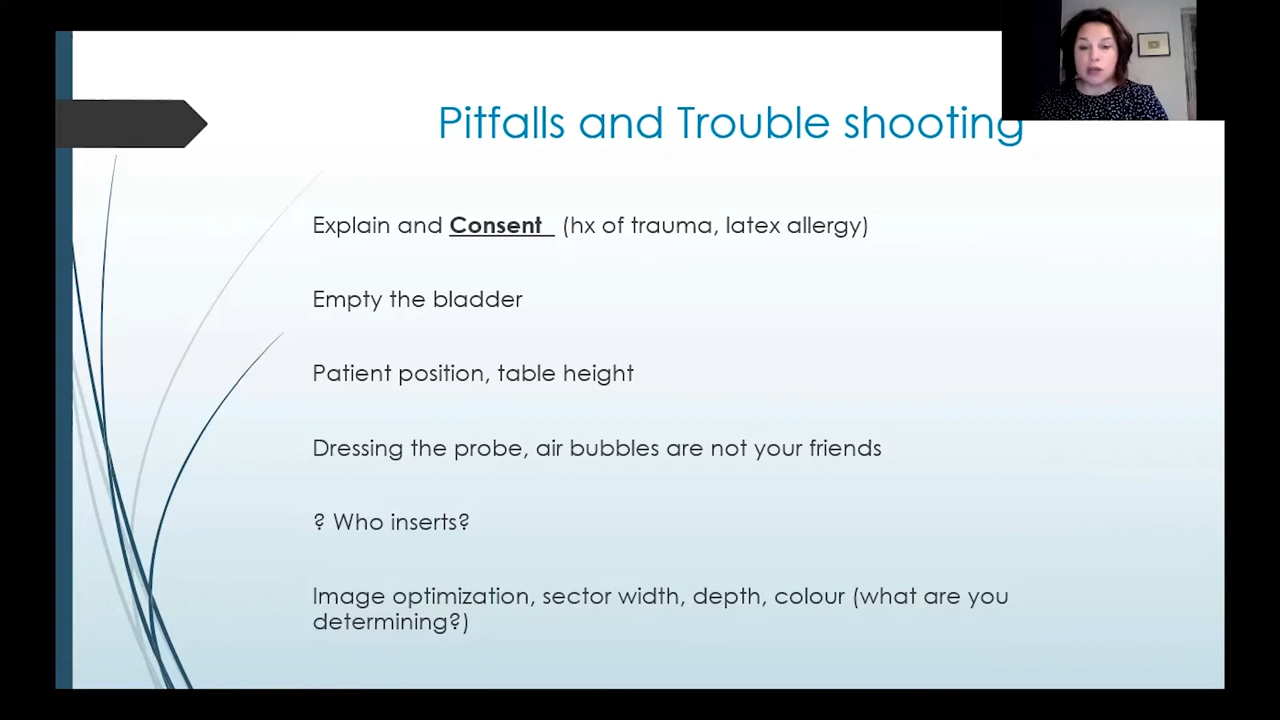 Pitfalls and Trouble shooting
Explain and Consent (hx of trauma, latex allergy)
Empty the bladder
Patient position, table height
Dressing the probe, air bubbles are not your friends
? Who inserts?
Image optimization, sector width, depth, colour (what are you
determining?)